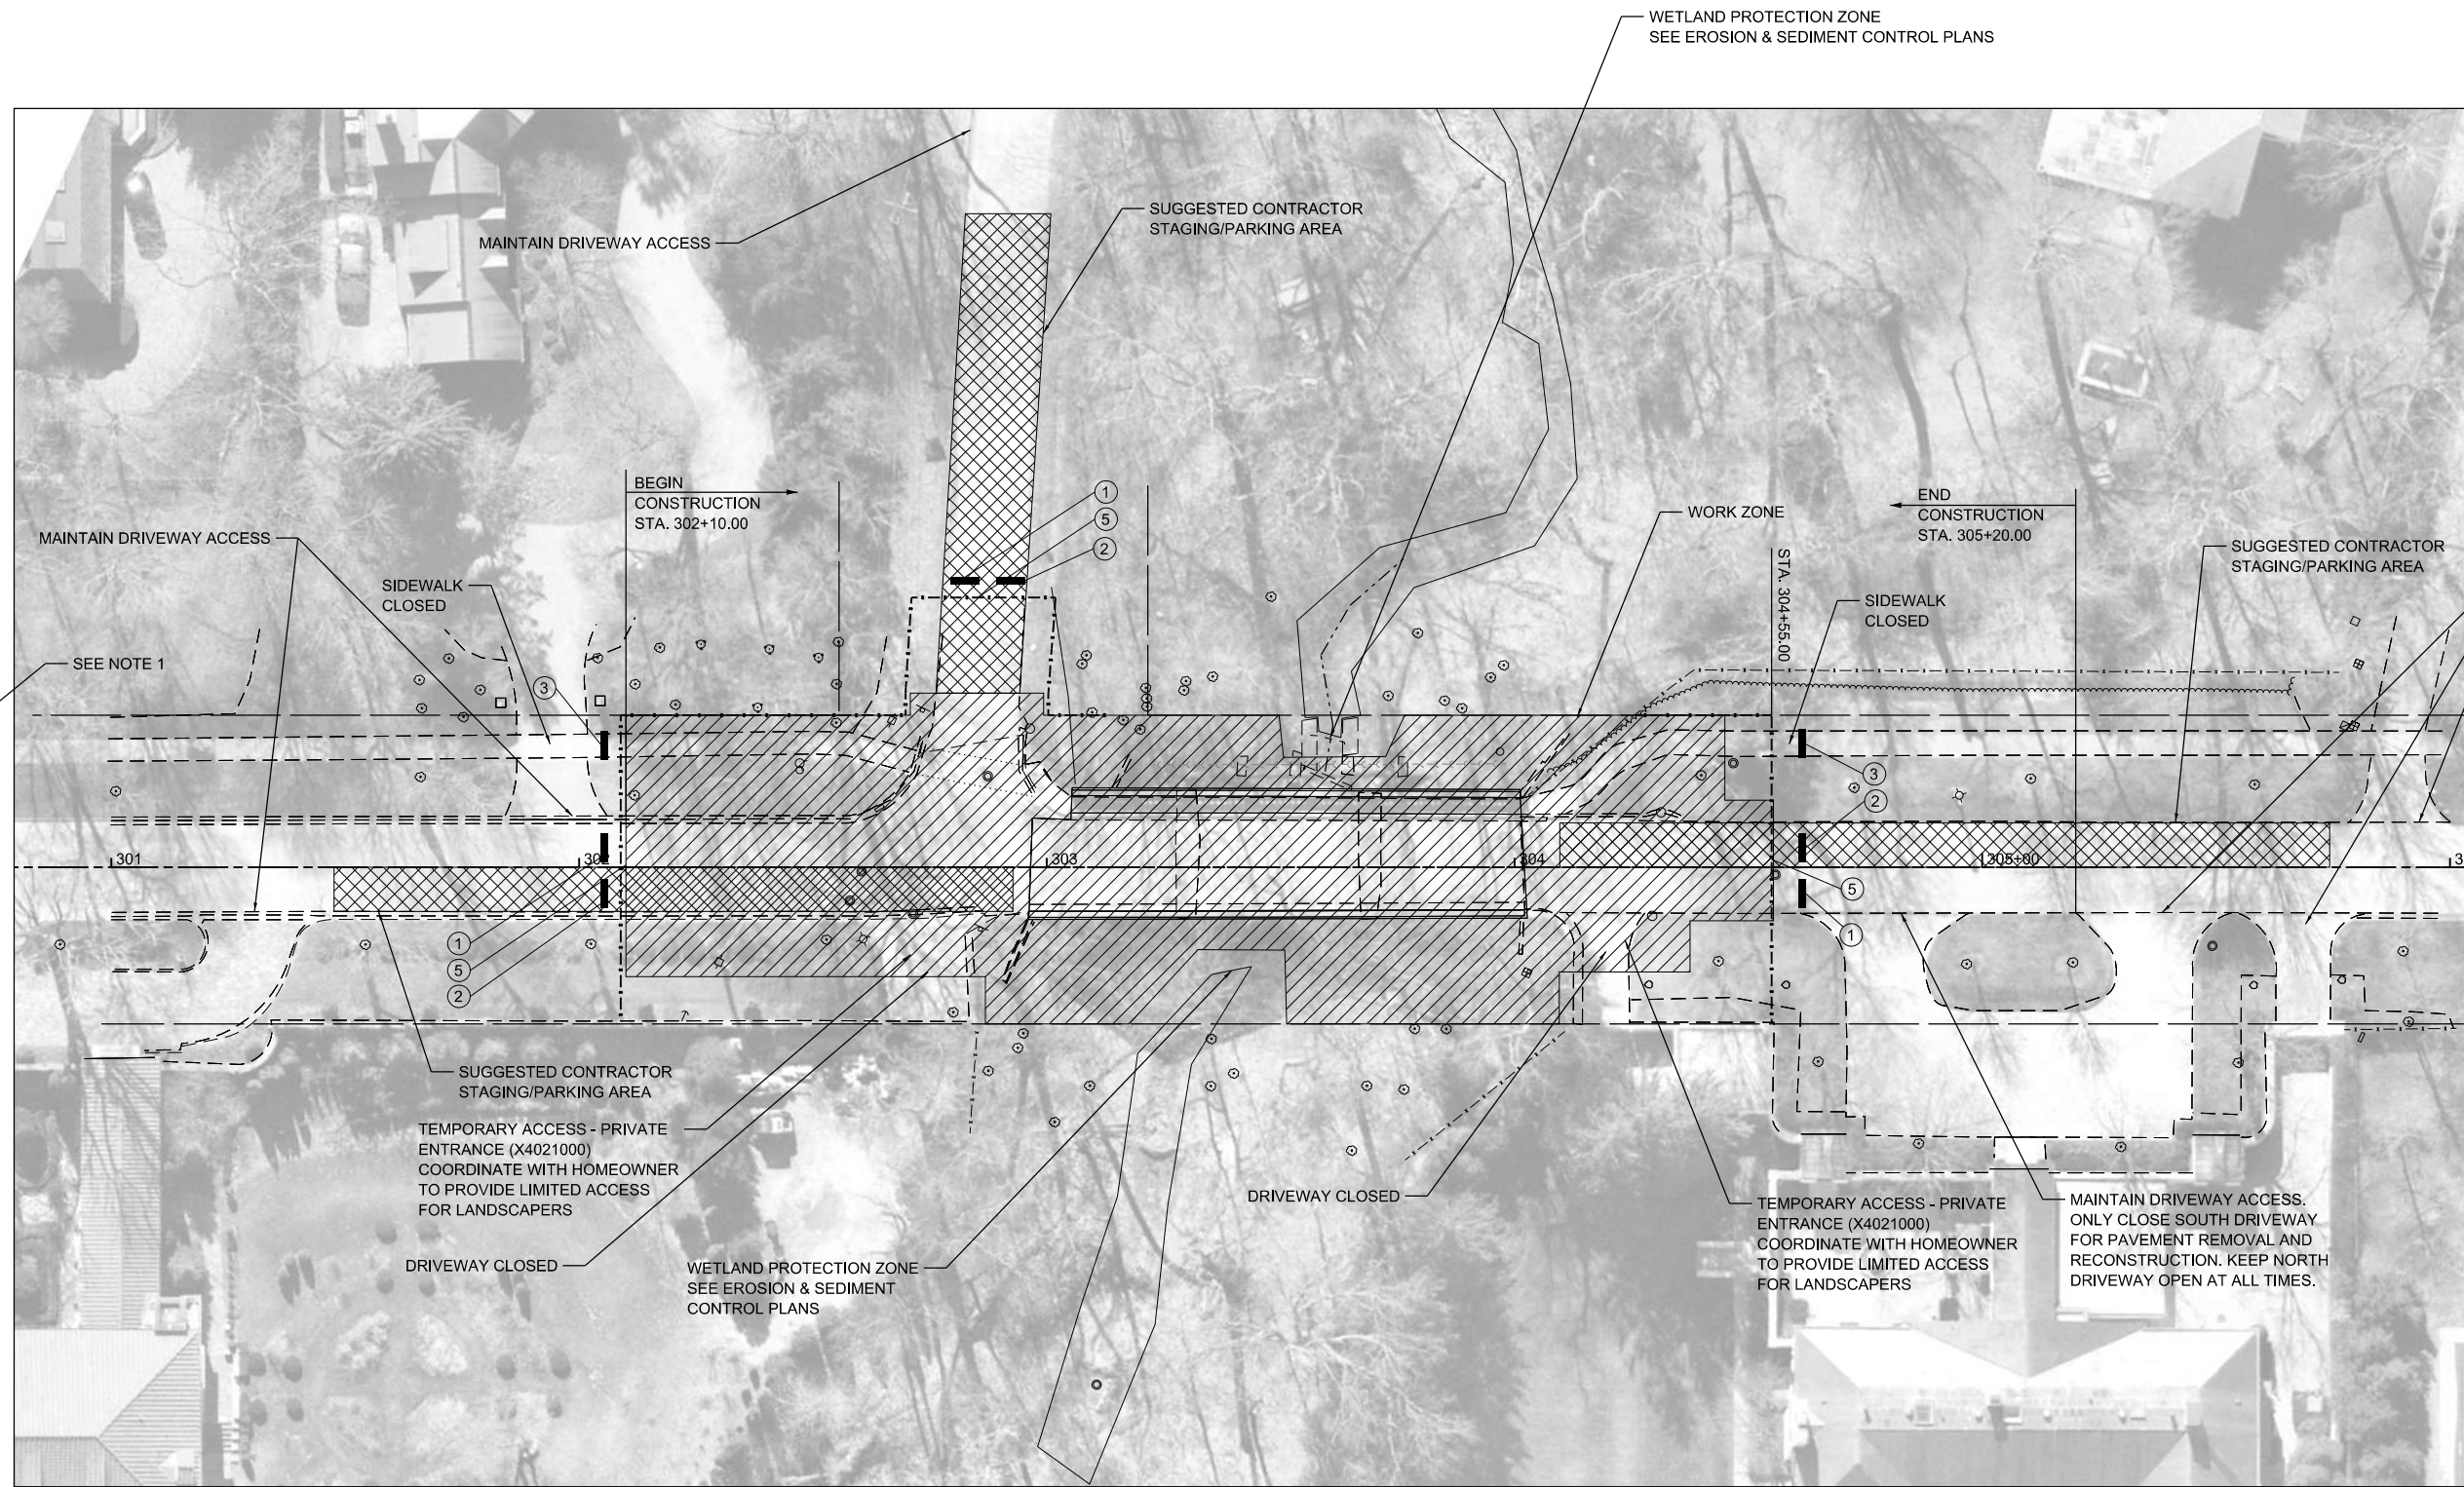 WETLAND PROTECTION ZONE
SEE EROSION & SEDIMENT CONTROL PLANS
SUGGESTED CONTRACTOR
STAGING/PARKING AREA
MAINTAIN DRIVEWAY ACCESS
BEGIN
CONSTRUCTION
STA. 302+10.00
1
5
2
WORK ZONE
END
CONSTRUCTION
STA. 305+20.00
STA. 304+55.00
SUGGESTED CONTRACTOR
STAGING/PARKING AREA
MAINTAIN DRIVEWAY ACCESS
SIDEWALK
CLOSED
SIDEWALK
CLOSED
SEE NOTE 1
3
3
2
301
302
303
304
305+00
3
5
1
1
5
2
SUGGESTED CONTRACTOR
STAGING/PARKING AREA
TEMPORARY ACCESS - PRIVATE
ENTRANCE (X4021000)
COORDINATE WITH HOMEOWNER
TO PROVIDE LIMITED ACCESS
FOR LANDSCAPERS
DRIVEWAY CLOSED
WETLAND PROTECTION ZONE
SEE EROSION & SEDIMENT
CONTROL PLANS
DRIVEWAY CLOSED
TEMPORARY ACCESS - PRIVATE
ENTRANCE (X4021000)
COORDINATE WITH HOMEOWNER
TO PROVIDE LIMITED ACCESS
FOR LANDSCAPERS
MAINTAIN DRIVEWAY ACCESS.
ONLY CLOSE SOUTH DRIVEWAY
FOR PAVEMENT REMOVAL AND
RECONSTRUCTION. KEEP NORTH
DRIVEWAY OPEN AT ALL TIMES.